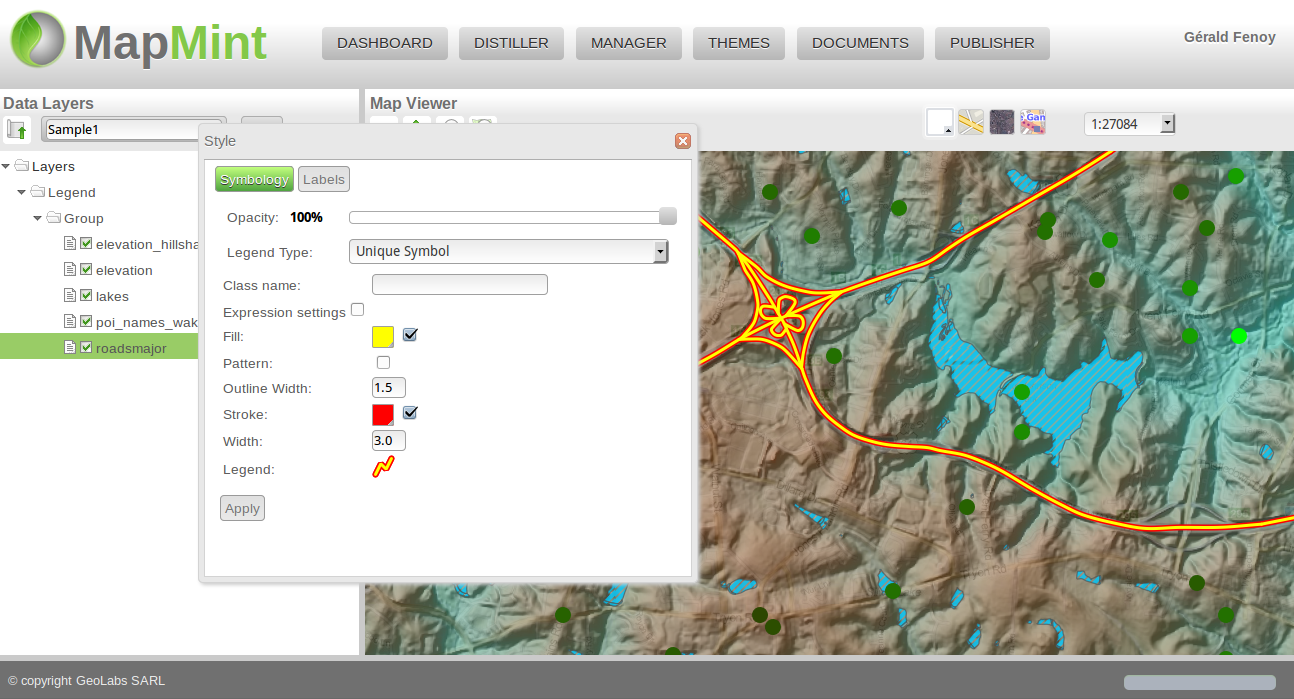 MapMint
DASHBOARD
DISTILLER
MANAGER
THEMES
DOCUMENTS
PUBLISHER
Gérald Fenoy
Data Layers
Map Viewer
Sample1
1:27084
Style
Layers
Legend
Group
elevation_hillsha
elevation
lakes
poi_names_wak
roadsmajor
Symbology
Labels
Opacity: 100%
Legend Type: Unique Symbol
Class name:
Expression settings
Fill:
Pattern:
Outline Width: 1.5
Stroke:
Width: 3.0
Legend:
Apply
© copyright GeoLabs SARL